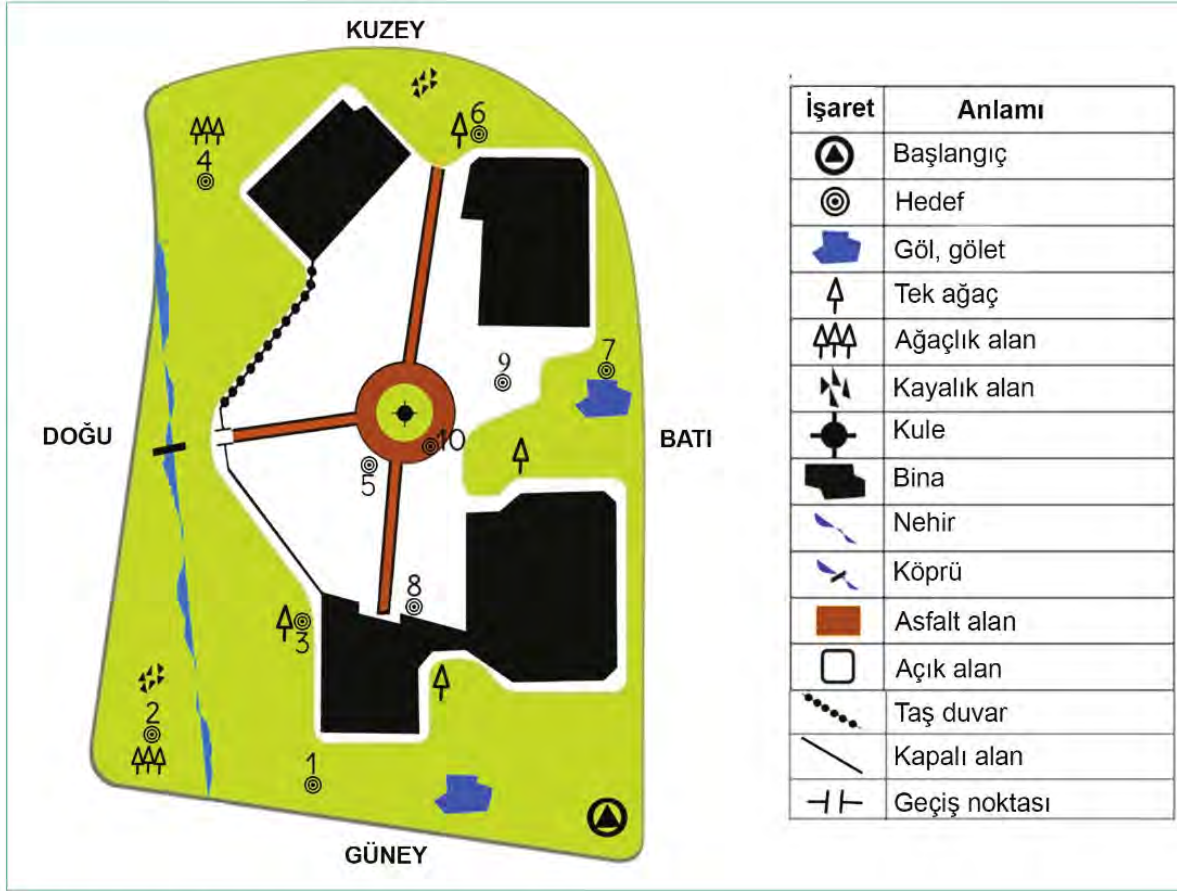 KUZEY
6
4
9
7
DOĞU
BATI
10
5
8
3
2
1
GÜNEY
İşaret Anlamı
Başlangıç
Hedef
Göl, gölet
Tek ağaç
Ağaçlık alan
Kayalık alan
Kule
Bina
Nehir
Köprü
Asfalt alan
Açık alan
Taş duvar
Kapalı alan
Geçiş noktası